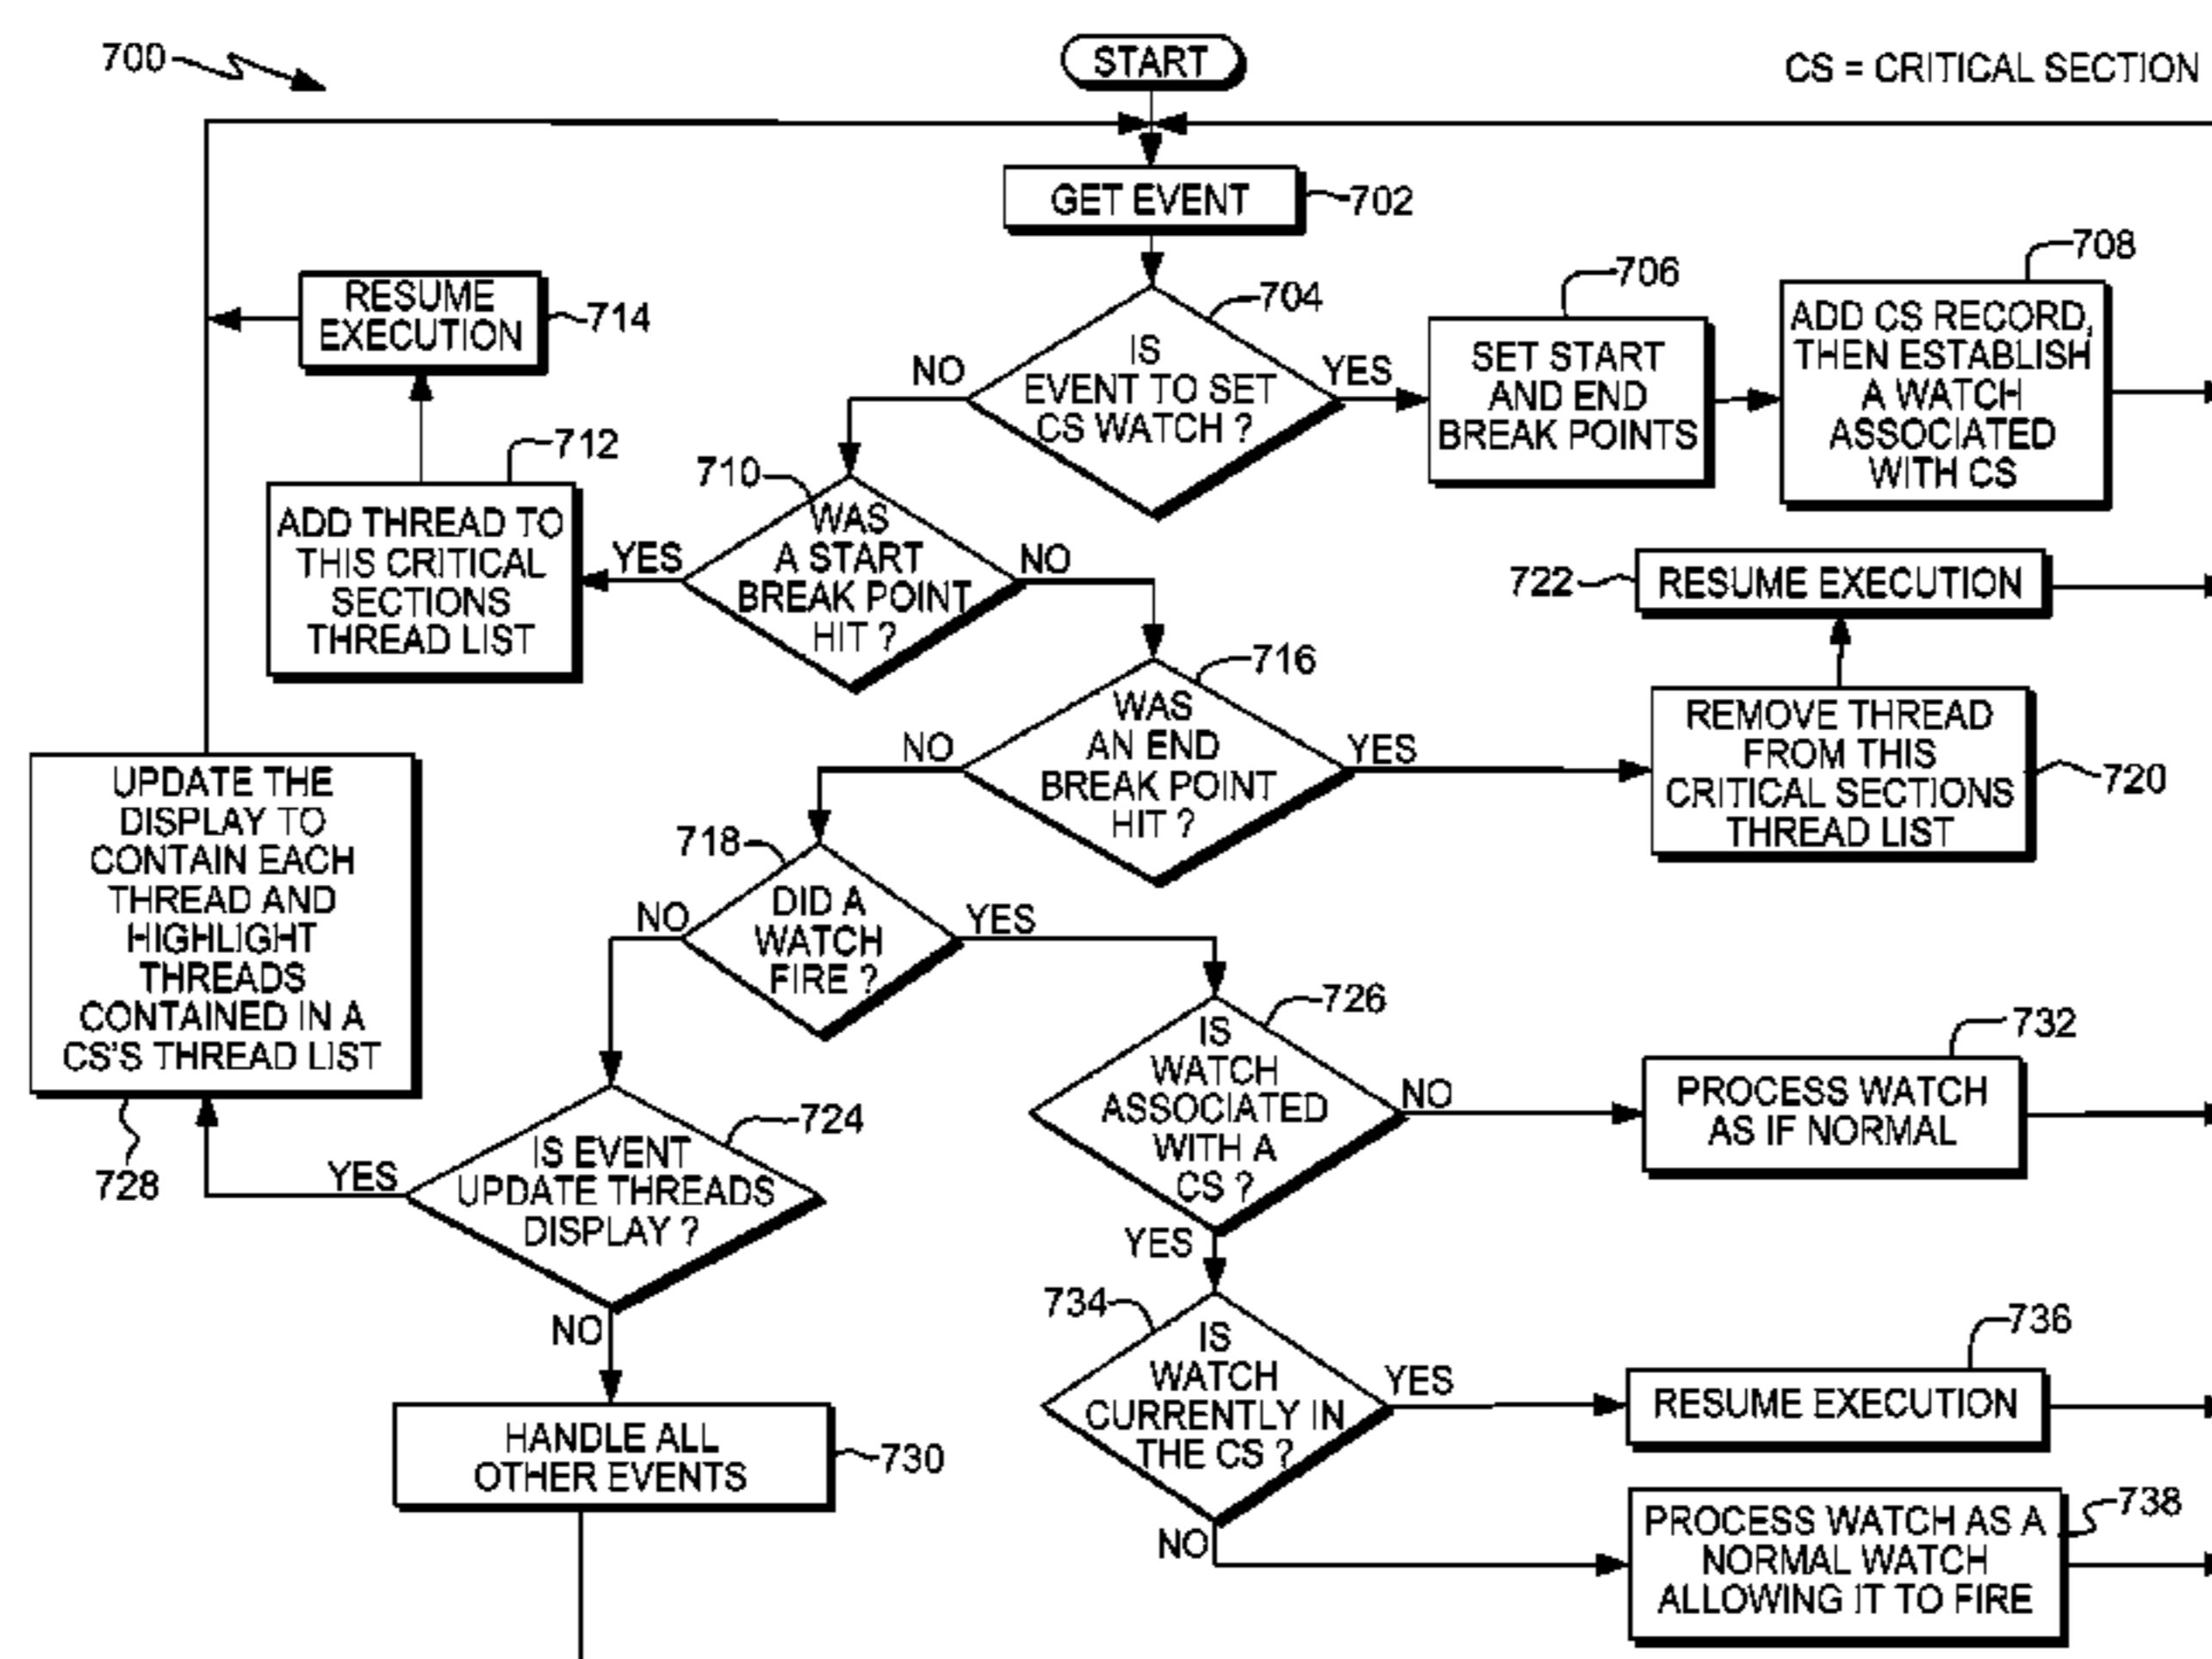 700
START
CS = CRITICAL SECTION
GET EVENT
702
IS
EVENT TO SET
CS WATCH ?
704
NO
YES
SET START
AND END
BREAK POINTS
706
ADD CS RECORD,
THEN ESTABLISH
A WATCH
ASSOCIATED
WITH CS
708
RESUME
EXECUTION
714
712
ADD THREAD TO
THIS CRITICAL
SECTIONS
THREAD LIST
710
WAS
A START
BREAK POINT
HIT ?
YES
NO
722
RESUME EXECUTION
716
WAS
AN END
BREAK POINT
HIT ?
NO
YES
REMOVE THREAD
FROM THIS
CRITICAL SECTIONS
THREAD LIST
720
UPDATE THE
DISPLAY TO
CONTAIN EACH
THREAD AND
HIGHLIGHT
THREADS
CONTAINED IN A
CS'S THREAD LIST
728
718
DID A
WATCH
FIRE ?
NO
YES
726
IS
WATCH
ASSOCIATED
WITH A
CS ?
NO
YES
732
PROCESS WATCH
AS IF NORMAL
724
IS EVENT
UPDATE THREADS
DISPLAY ?
YES
NO
734
IS
WATCH
CURRENTLY IN
THE CS ?
YES
NO
736
RESUME EXECUTION
HANDLE ALL
OTHER EVENTS
730
PROCESS WATCH AS A
NORMAL WATCH
ALLOWING IT TO FIRE
738